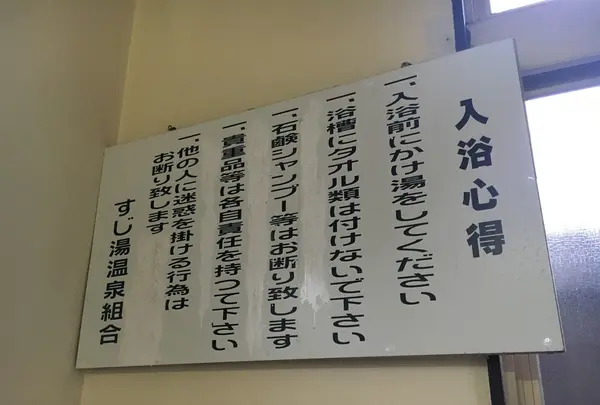 入浴心得
一、入浴前にかけ湯をしてください
一、浴槽にタオル類は付けないで下さい
一、石鹸シャンプー等はお断り致します
一、貴重品等は各自責任を持つて下さい
一、他の人に迷惑を掛ける行為は
お断り致します
すじ湯温泉組合